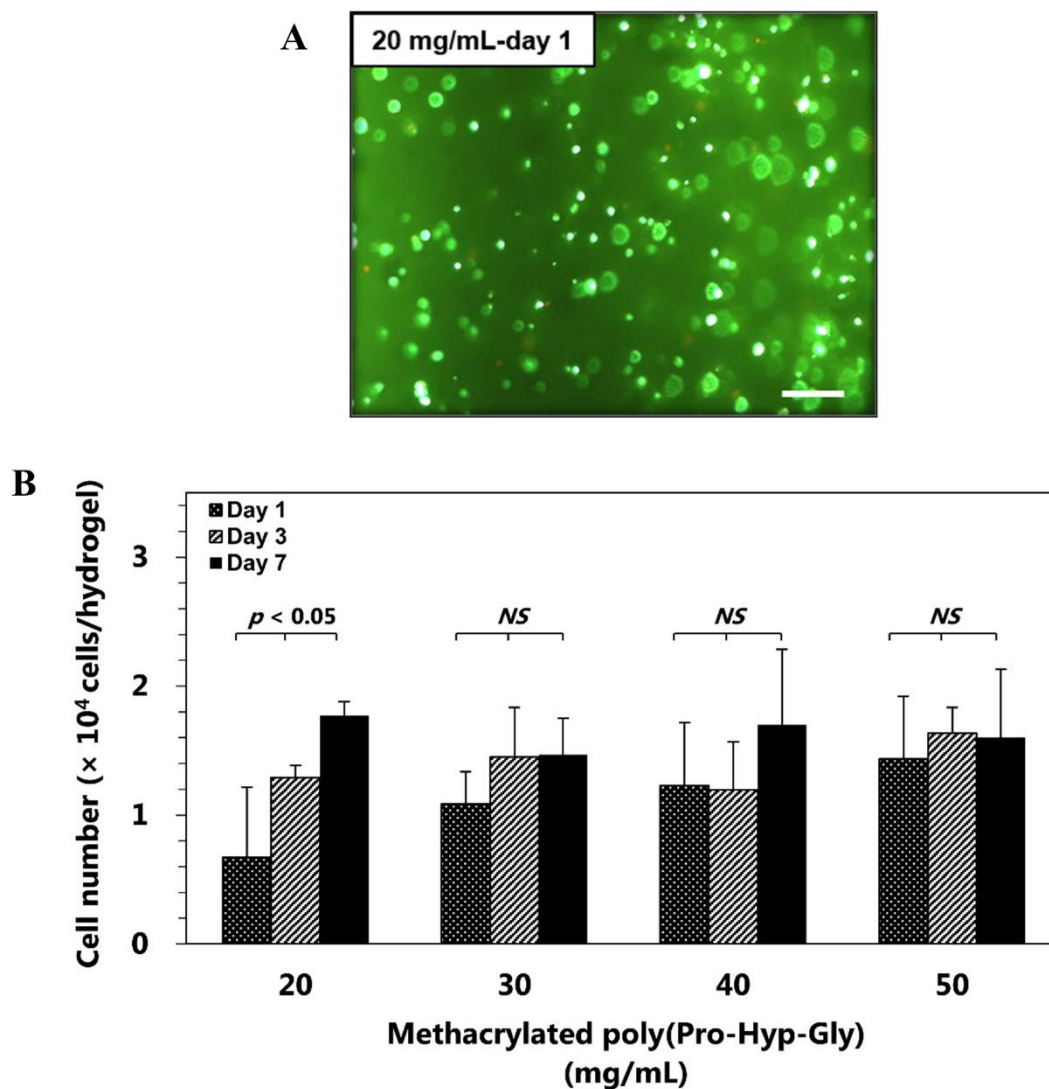 A
20 mg/mL-day 1
B
Cell number (× 10⁴ cells/hydrogel)
Day 1
Day 3
Day 7
3
2
1
0
p < 0.05
NS
NS
NS
20
30
40
50
Methacrylated poly(Pro-Hyp-Gly)
(mg/mL)